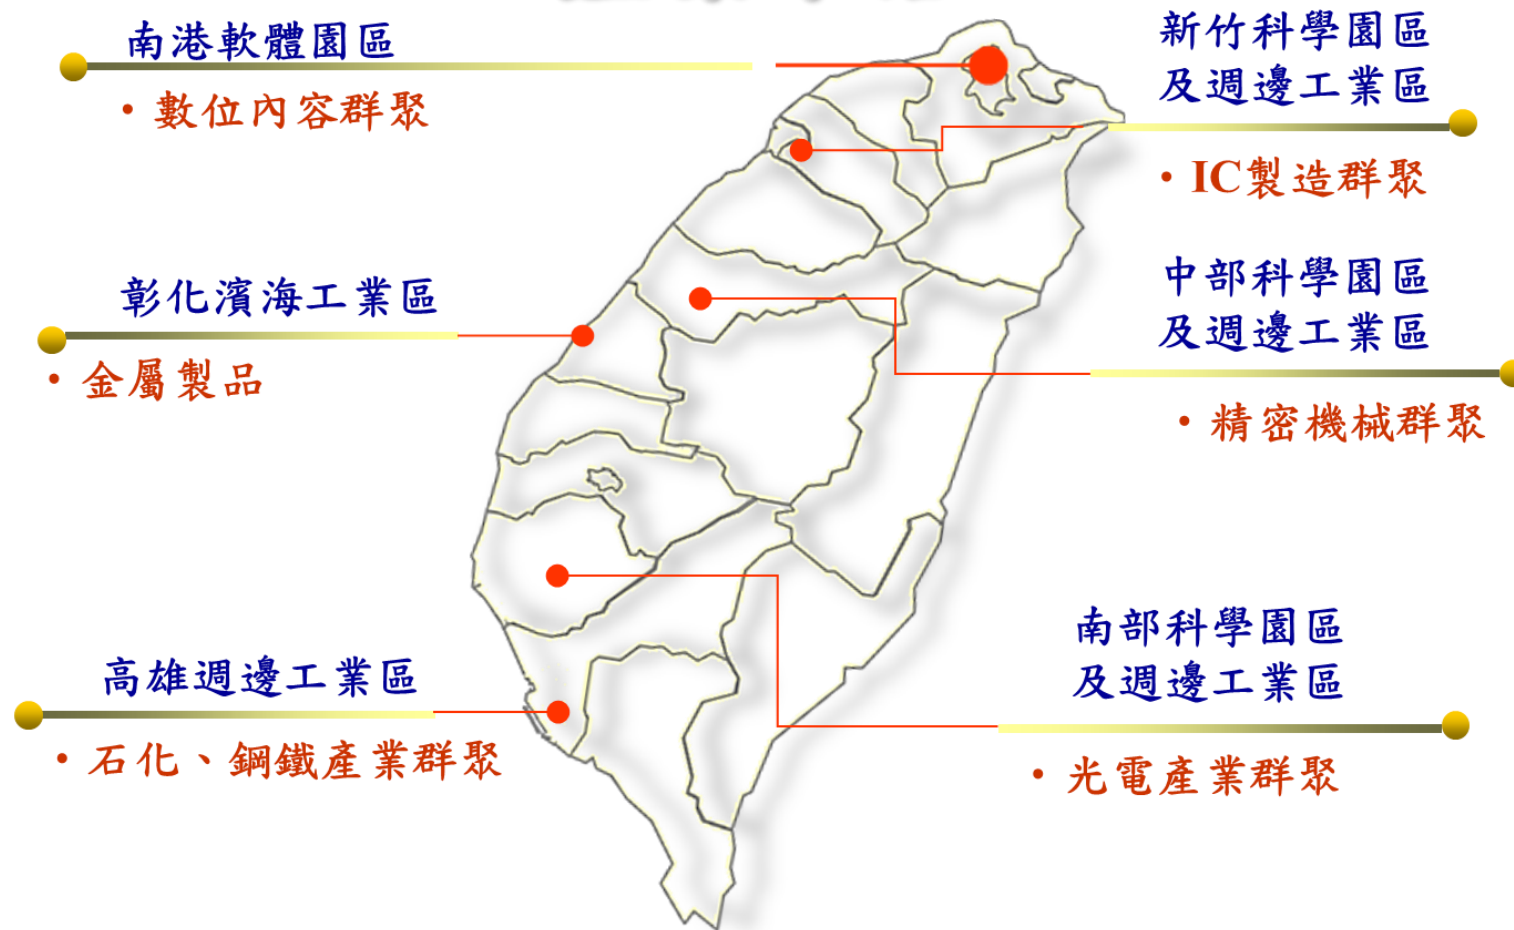 南港軟體園區
• 數位內容群聚
新竹科學園區
及週邊工業區
• IC製造群聚
彰化濱海工業區
• 金屬製品
中部科學園區
及週邊工業區
• 精密機械群聚
高雄週邊工業區
• 石化、鋼鐵產業群聚
南部科學園區
及週邊工業區
• 光電產業群聚